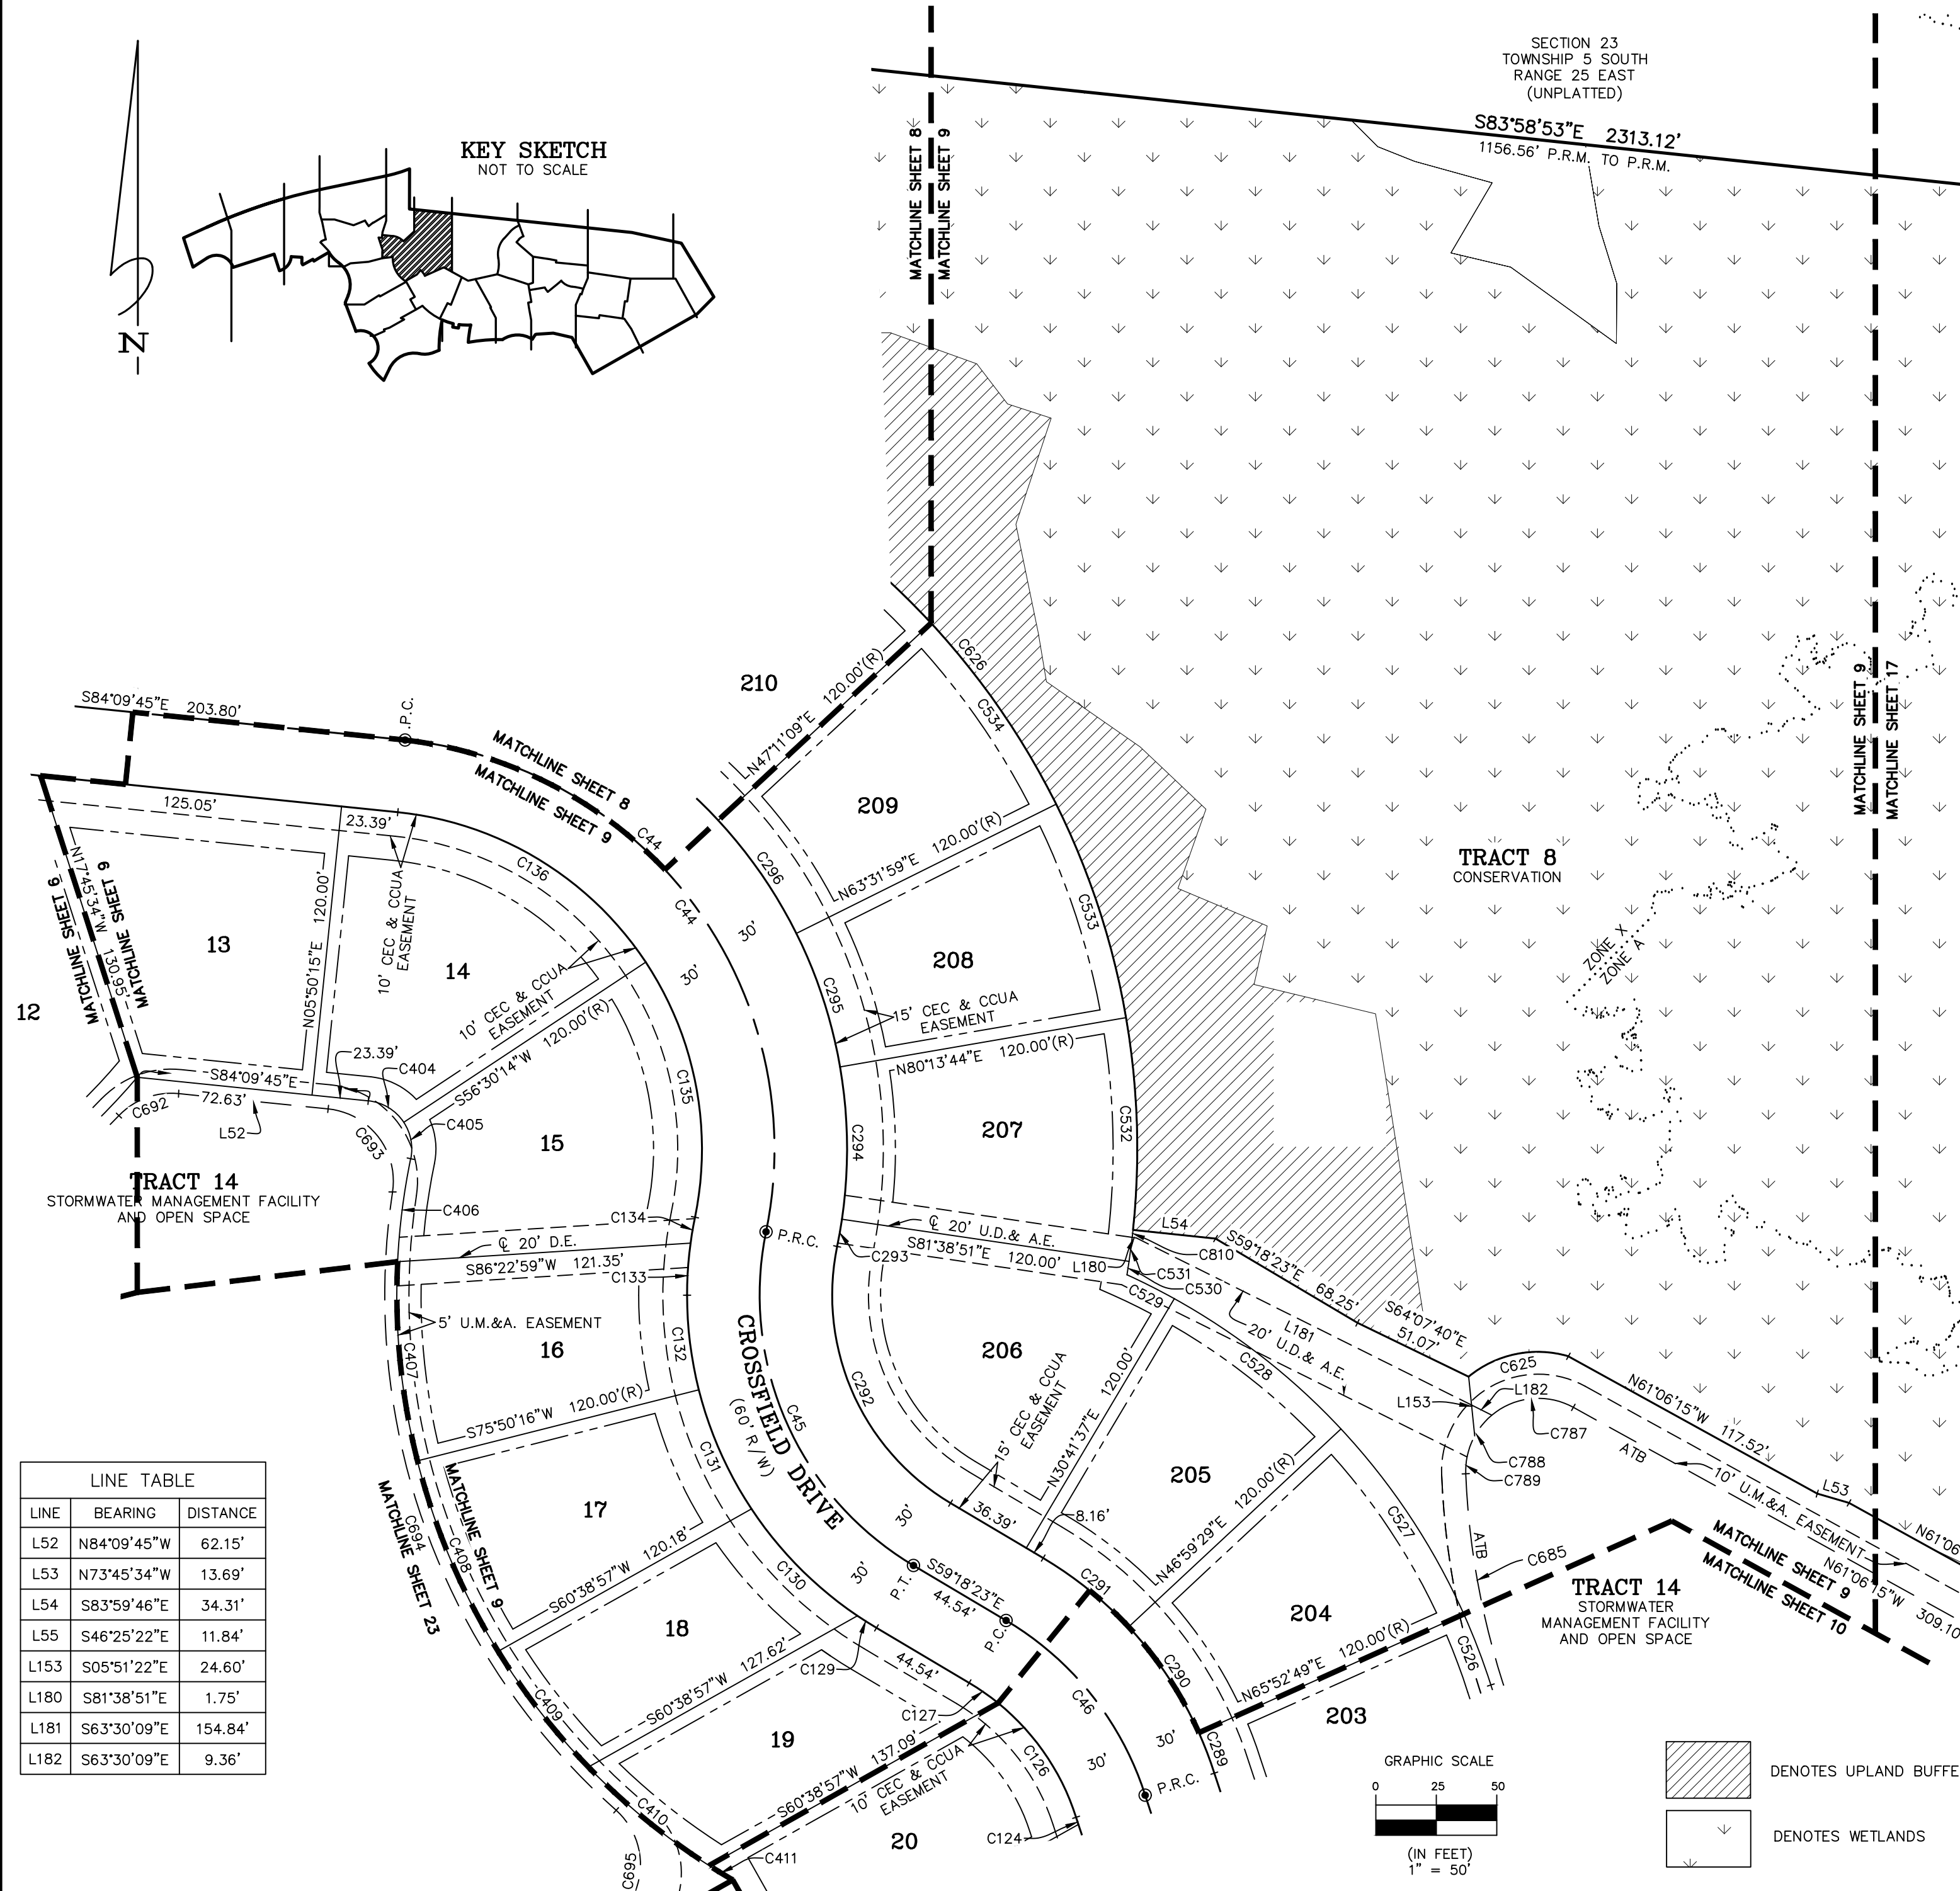 SECTION 23
TOWNSHIP 5 SOUTH
RANGE 25 EAST
(UNPLATTED)
S83°58'53"E 2313.12'
1156.56' P.R.M. TO P.R.M.
KEY SKETCH
NOT TO SCALE
N
MATCHLINE SHEET 8
MATCHLINE SHEET 9
C626
210
N47°11'09"E 120.00'(R)
C534
S84°09'45"E 203.80'
P.C.
MATCHLINE SHEET 8
MATCHLINE SHEET 9
C44
MATCHLINE SHEET 9
MATCHLINE SHEET 17
209
125.05'
23.39'
C136
C296
N63°31'59"E 120.00'(R)
TRACT 8
CONSERVATION
MATCHLINE SHEET 6
N17°45'34"W 130.95'
MATCHLINE SHEET 9
13
N05°50'15"E 120.00'
10' CEC & CCUA
EASEMENT
14
C44
30'
30'
C533
208
ZONE X
ZONE A
12
10' CEC & CCUA
EASEMENT
C295
15' CEC & CCUA
EASEMENT
S56°30'14"W 120.00'(R)
N80°13'44"E 120.00'(R)
23.39'
C404
S84°09'45"E
72.63'
C692
C405
C135
L52
C693
15
C294
207
C532
TRACT 14
STORMWATER MANAGEMENT FACILITY
AND OPEN SPACE
C406
C134
℄ 20' D.E.
S86°22'59"W 121.35'
C133
P.R.C.
℄ 20' U.D.& A.E.
C293
S81°38'51"E 120.00'
L180
L54
C810
C531
C530
C529
S59°18'23"E 68.25'
S64°07'40"E
51.07'
L181
20' U.D.& A.E.
5' U.M.&A. EASEMENT
C407
16
C132
CROSSFIELD DRIVE
(60' R/W)
C45
206
C292
C528
C625
L182
L153
C787
C788
C789
N61°06'15"W 117.52'
ATB
10' U.M.&A. EASEMENT
L53
N61°06
S75°50'16"W 120.00'(R)
15' CEC & CCUA
EASEMENT
N30°41'37"E 120.00'
205
C131
LINE TABLE
LINE BEARING DISTANCE
L52 N84°09'45"W 62.15'
L53 N73°45'34"W 13.69'
L54 S83°59'46"E 34.31'
L55 S46°25'22"E 11.84'
L153 S05°51'22"E 24.60'
L180 S81°38'51"E 1.75'
L181 S63°30'09"E 154.84'
L182 S63°30'09"E 9.36'
MATCHLINE SHEET 23
C694
C408
MATCHLINE SHEET 9
17
30'
30'
36.39'
8.16'
N46°59'29"E 120.00'(R)
C527
ATB
C685
MATCHLINE SHEET 9
MATCHLINE SHEET 10
N61°06'15"W 309.10
S60°38'57"W 120.18'
C130
P.T.
S59°18'23"E
44.54'
P.C.
C291
204
TRACT 14
STORMWATER
MANAGEMENT FACILITY
AND OPEN SPACE
18
S60°38'57"W 127.62'
C129
44.54'
C290
N65°52'49"E 120.00'(R)
C526
C409
C127
C46
203
19
S60°38'57"W 137.09'
10' CEC & CCUA
EASEMENT
C126
30'
30'
C289
P.R.C.
C410
C124
20
C411
C695
GRAPHIC SCALE
0 25 50
(IN FEET)
1" = 50'
DENOTES UPLAND BUFFE
DENOTES WETLANDS